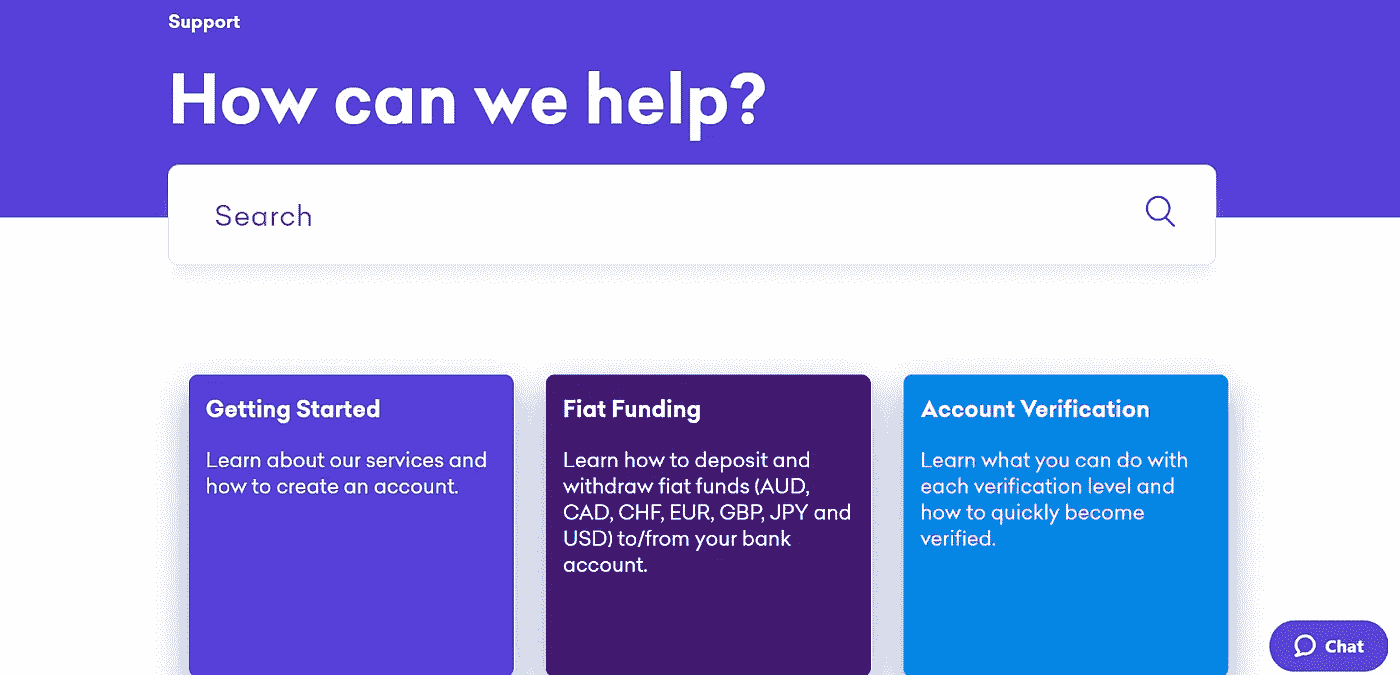 Support
How can we help?
Search
Getting Started
Learn about our services and
how to create an account.
Fiat Funding
Learn how to deposit and
withdraw fiat funds (AUD,
CAD, CHF, EUR, GBP, JPY and
USD) to/from your bank
account.
Account Verification
Learn what you can do with
each verification level and
how to quickly become
verified.
Chat